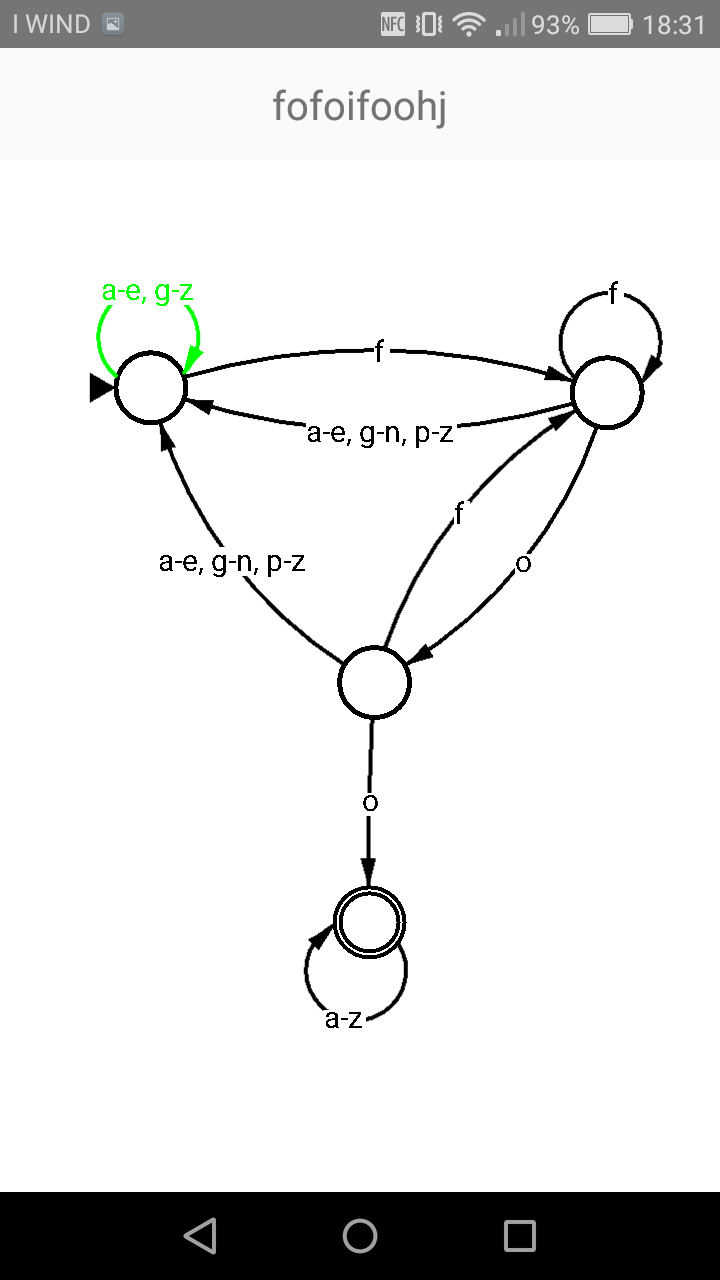 I WIND NFC 93% 18:31
fofoifoohj
a-e, g-z
f
f
a-e, g-n, p-z
f
a-e, g-n, p-z
o
o
a-z